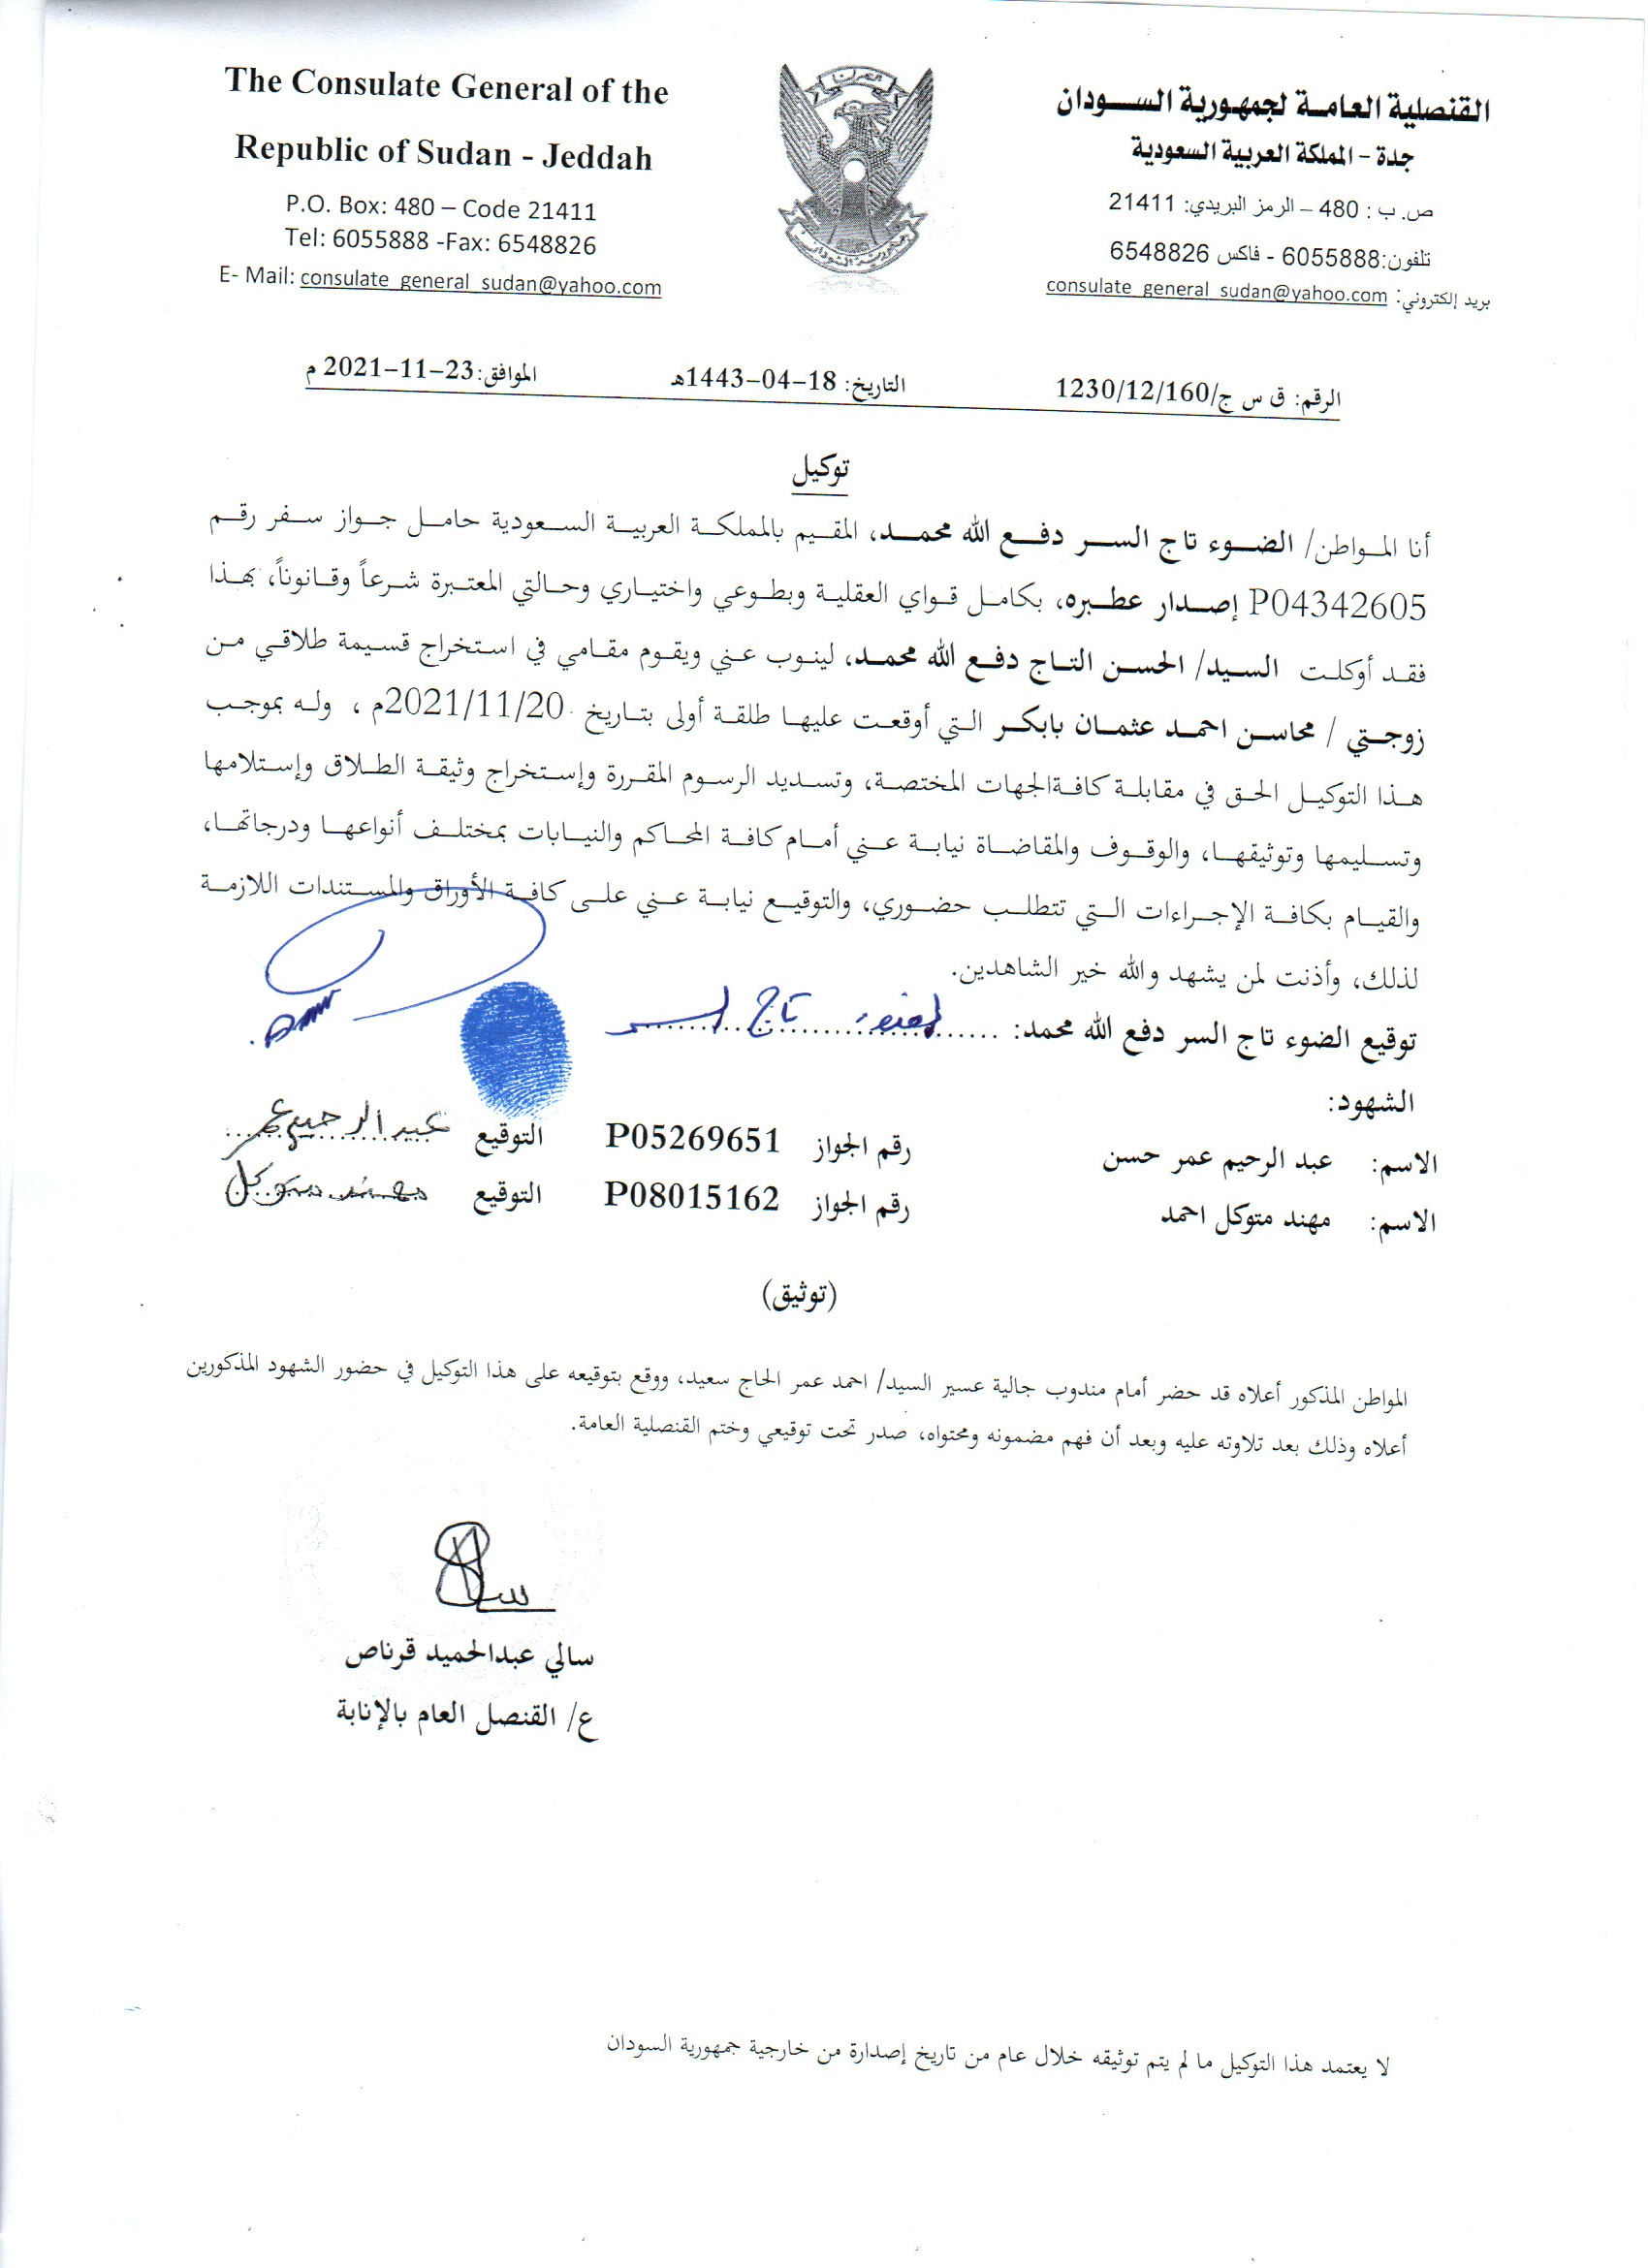 The Consulate General of the
Republic of Sudan - Jeddah
P.O. Box: 480 – Code 21411
Tel: 6055888 -Fax: 6548826
E- Mail: consulate_general_sudan@yahoo.com
القنصلية العامة لجمهورية السودان
جدة - المملكة العربية السعودية
ص. ب : 480 – الرمز البريدي: 21411
تلفون:6055888 - فاكس 6548826
بريد إلكتروني: consulate_general_sudan@yahoo.com
جمهورية السودان
الرقم: ق س ج/1230/12/160 التاريخ: 18-04-1443هـ الموافق:23-11-2021 م
توكيل
أنا المواطن/ الضوء تاج السر دفع الله محمد، المقيم بالمملكة العربية السعودية حامل جواز سفر رقم
P04342605 إصدار عطبره، بكامل قواي العقلية وبطوعي واختياري وحالتي المعتبرة شرعاً وقانوناً، بهذا
فقد أوكلت السيد/ الحسن التاج دفع الله محمد، لينوب عني ويقوم مقامي في استخراج قسيمة طلاقي من
زوجتي / محاسن احمد عثمان بابكر التي أوقعت عليها طلقة أولى بتاريخ 2021/11/20م ، وله بموجب
هذا التوكيل الحق في مقابلة كافةالجهات المختصة، وتسديد الرسوم المقررة وإستخراج وثيقة الطلاق وإستلامها
وتسليمها وتوثيقها، والوقوف والمقاضاة نيابة عني أمام كافة المحاكم والنيابات بمختلف أنواعها ودرجاتها،
والقيام بكافة الإجراءات التي تتطلب حضوري، والتوقيع نيابة عني على كافة الأوراق والمستندات اللازمة
لذلك، وأذنت لمن يشهد والله خير الشاهدين.
توقيع الضوء تاج السر دفع الله محمد: الضوء تاج السر
الشهود:
الاسم: عبد الرحيم عمر حسن رقم الجواز P05269651 التوقيع عبد الرحيم عمر
الاسم: مهند متوكل احمد رقم الجواز P08015162 التوقيع مهند متوكل
(توثيق)
المواطن المذكور أعلاه قد حضر أمام مندوب جالية عسير السيد/ احمد عمر الحاج سعيد، ووقع بتوقيعه على هذا التوكيل في حضور الشهود المذكورين
أعلاه وذلك بعد تلاوته عليه وبعد أن فهم مضمونه ومحتواه، صدر تحت توقيعي وختم القنصلية العامة.
سالي عبدالحميد قرناص
ع/ القنصل العام بالإنابة
لا يعتمد هذا التوكيل ما لم يتم توثيقه خلال عام من تاريخ إصدارة من خارجية جمهورية السودان